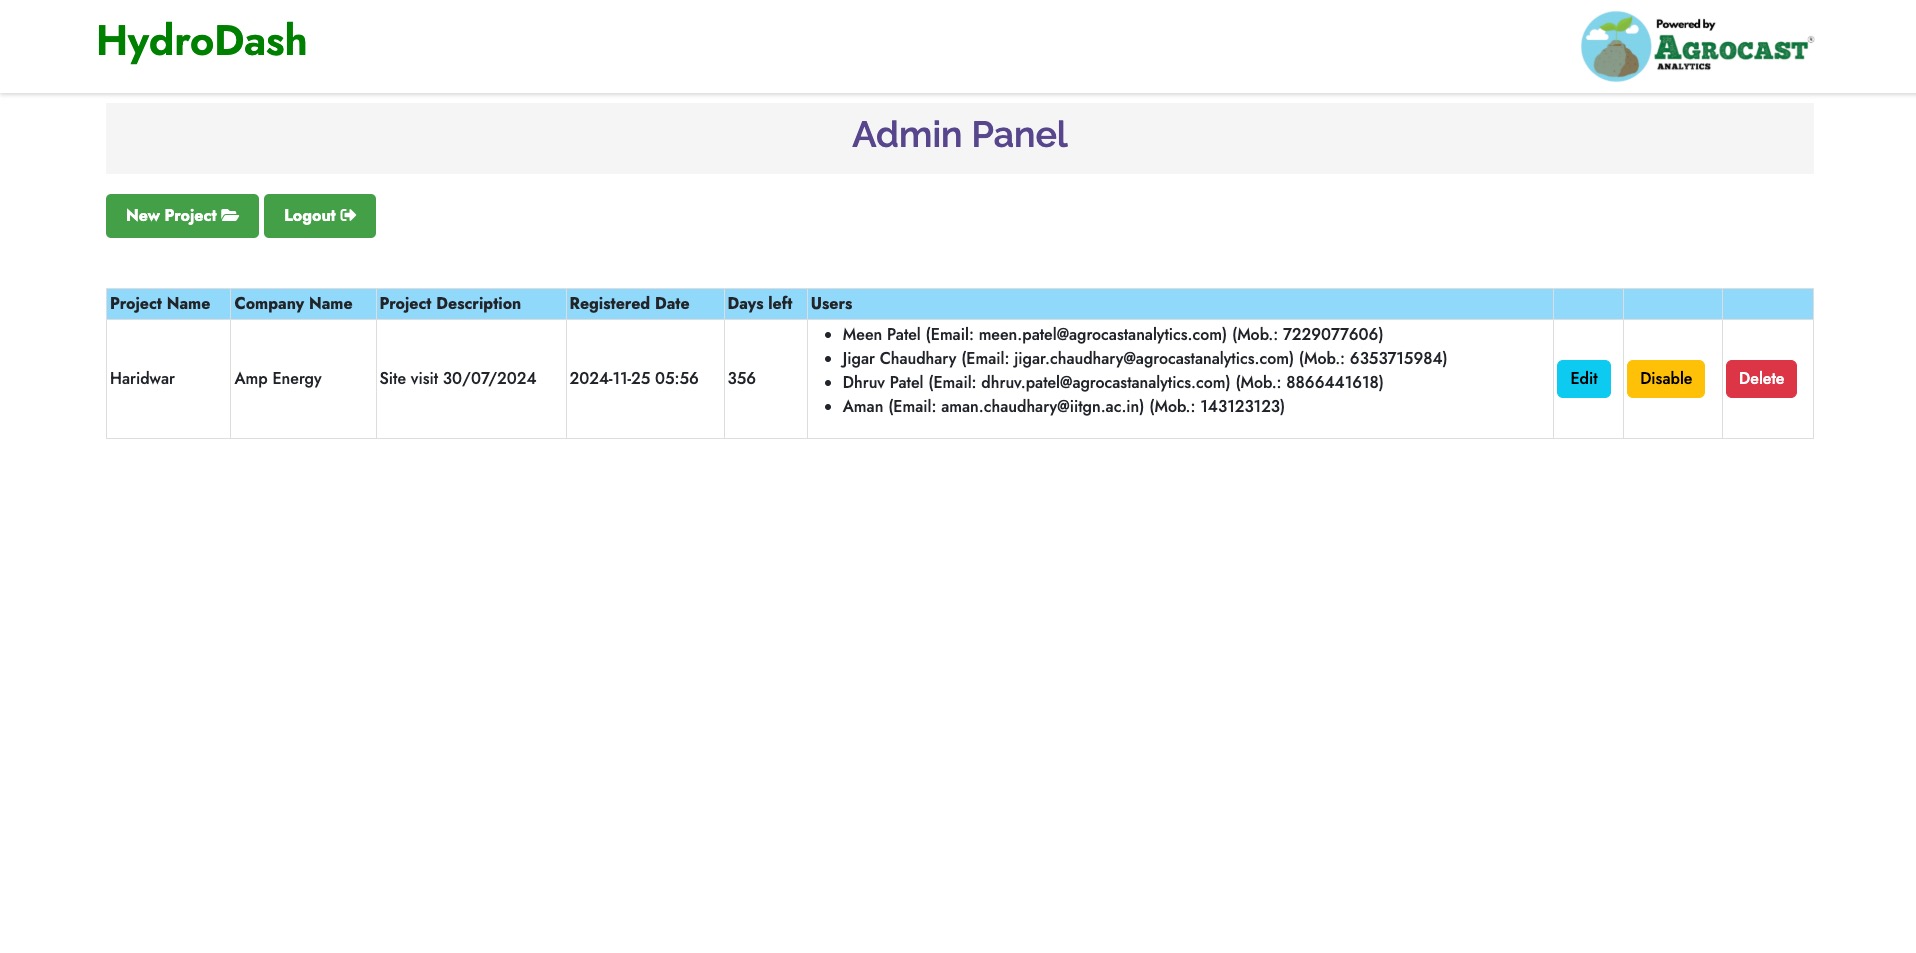 HydroDash
Powered by
AGROCAST®
ANALYTICS
Admin Panel
New Project
Logout
Project Name Company Name Project Description Registered Date Days left Users
Haridwar Amp Energy Site visit 30/07/2024 2024-11-25 05:56 356
• Meen Patel (Email: meen.patel@agrocastanalytics.com) (Mob.: 7229077606)
• Jigar Chaudhary (Email: jigar.chaudhary@agrocastanalytics.com) (Mob.: 6353715984)
• Dhruv Patel (Email: dhruv.patel@agrocastanalytics.com) (Mob.: 8866441618)
• Aman (Email: aman.chaudhary@iitgn.ac.in) (Mob.: 143123123)
Edit Disable Delete